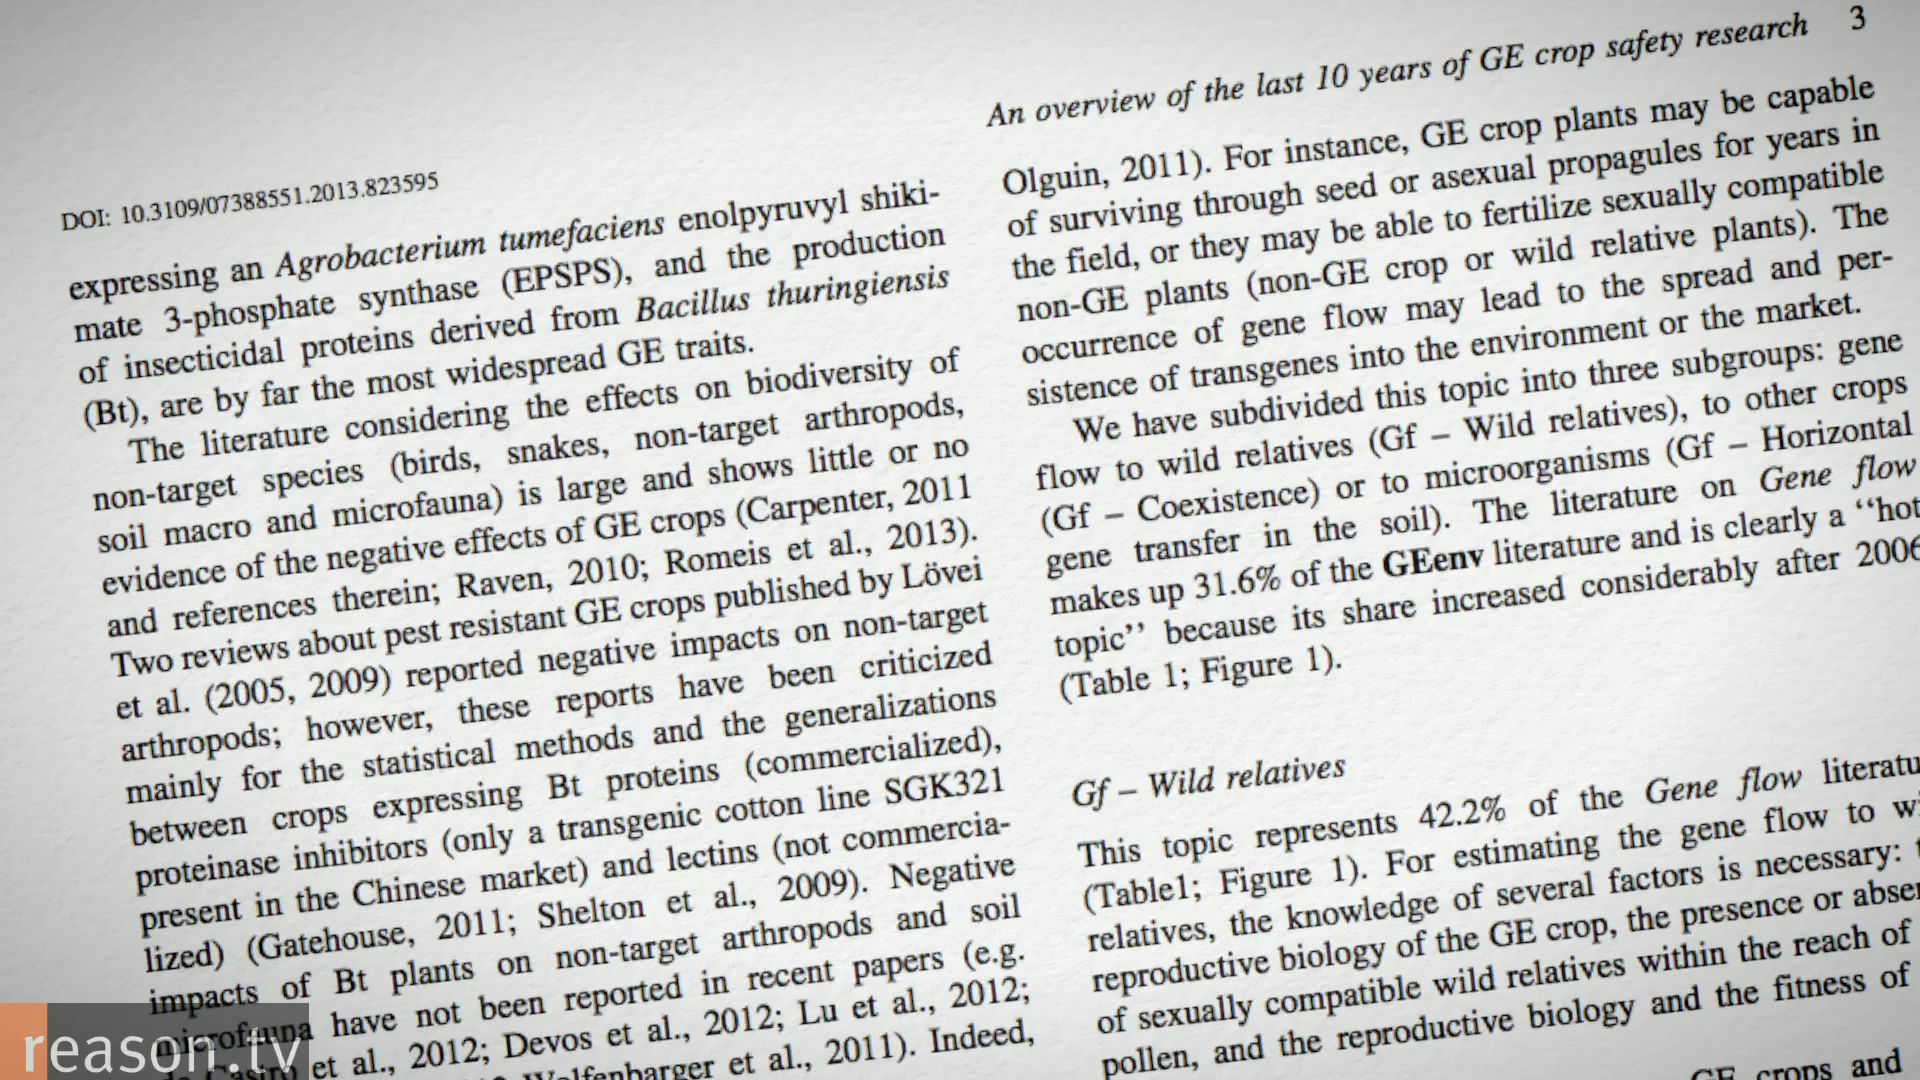 An overview of the last 10 years of GE crop safety research 3
DOI: 10.3109/07388551.2013.823595
expressing an Agrobacterium tumefaciens enolpyruvyl shiki-
mate 3-phosphate synthase (EPSPS), and the production
of insecticidal proteins derived from Bacillus thuringiensis
(Bt), are by far the most widespread GE traits.
The literature considering the effects on biodiversity of
non-target species (birds, snakes, non-target arthropods,
soil macro and microfauna) is large and shows little or no
evidence of the negative effects of GE crops (Carpenter, 2011
and references therein; Raven, 2010; Romeis et al., 2013).
Two reviews about pest resistant GE crops published by Lövei
et al. (2005, 2009) reported negative impacts on non-target
arthropods; however, these reports have been criticized
mainly for the statistical methods and the generalizations
between crops expressing Bt proteins (commercialized),
proteinase inhibitors (only a transgenic cotton line SGK321
present in the Chinese market) and lectins (not commercia-
lized) (Gatehouse, 2011; Shelton et al., 2009). Negative
impacts of Bt plants on non-target arthropods and soil
microfauna have not been reported in recent papers (e.g.
de Castro et al., 2012; Devos et al., 2012; Lu et al., 2012;
Wolfenbarger et al., 2011). Indeed,
Olguin, 2011). For instance, GE crop plants may be capable
of surviving through seed or asexual propagules for years in
the field, or they may be able to fertilize sexually compatible
non-GE plants (non-GE crop or wild relative plants). The
occurrence of gene flow may lead to the spread and per-
sistence of transgenes into the environment or the market.
We have subdivided this topic into three subgroups: gene
flow to wild relatives (Gf – Wild relatives), to other crops
(Gf – Coexistence) or to microorganisms (Gf – Horizontal
gene transfer in the soil). The literature on Gene flow
makes up 31.6% of the GEenv literature and is clearly a ‘‘hot
topic’’ because its share increased considerably after 2006
(Table 1; Figure 1).
Gf – Wild relatives
This topic represents 42.2% of the Gene flow literatu
(Table1; Figure 1). For estimating the gene flow to wi
relatives, the knowledge of several factors is necessary: t
reproductive biology of the GE crop, the presence or absen
of sexually compatible wild relatives within the reach of
pollen, and the reproductive biology and the fitness of
GE crops and
reason.tv